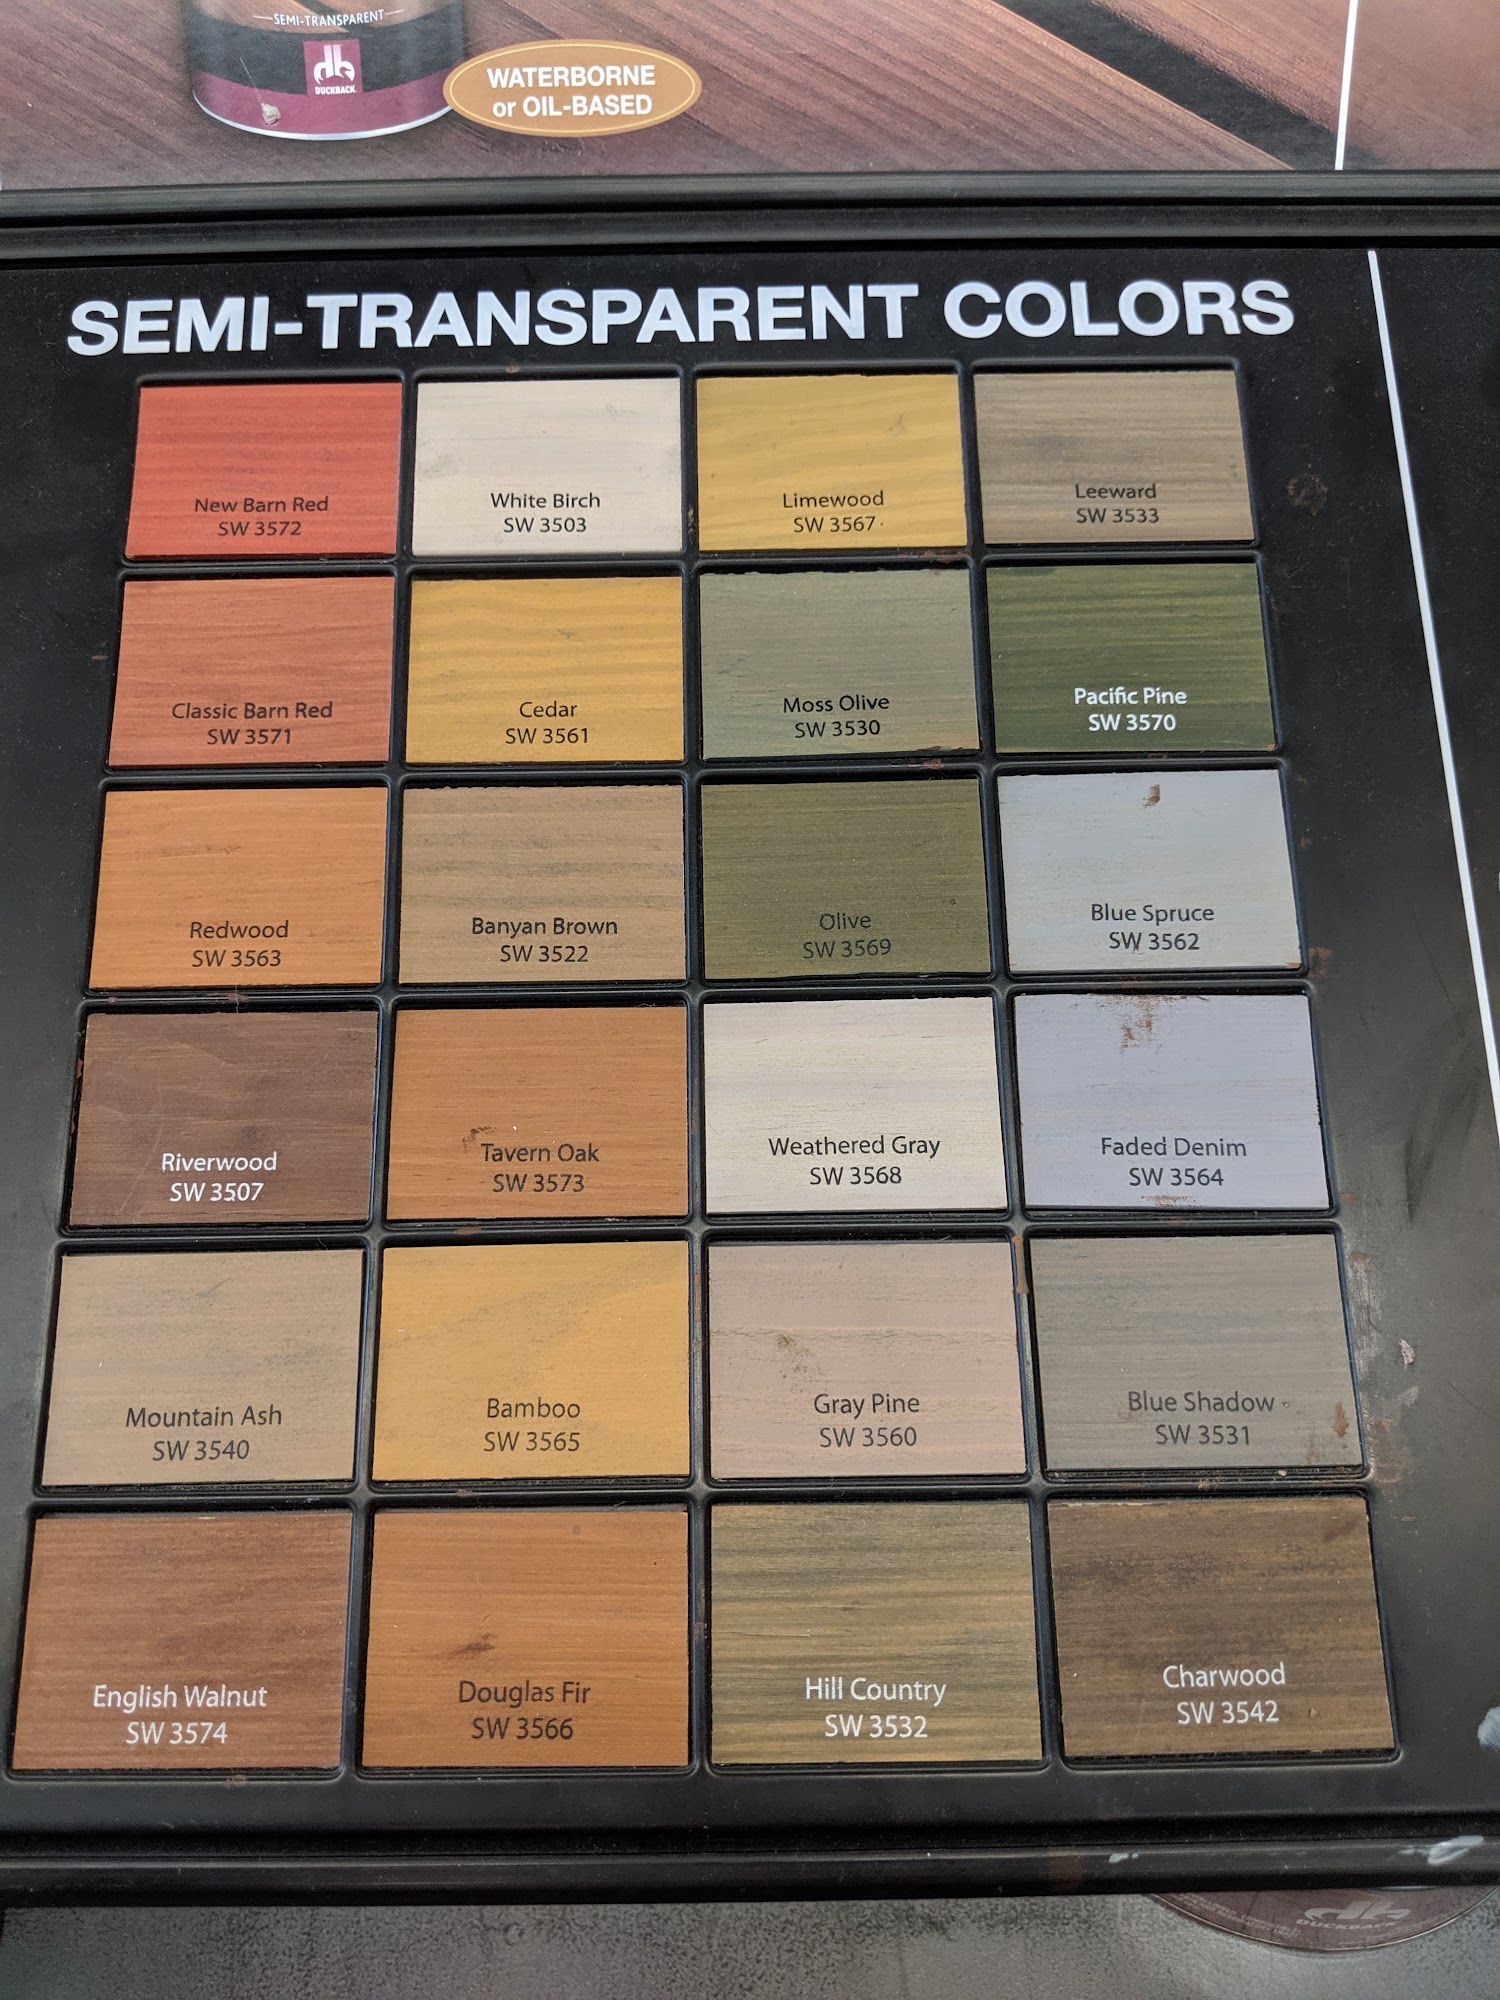 SEMI-TRANSPARENT
DUCKBACK
WATERBORNE
or OIL-BASED
SEMI-TRANSPARENT COLORS
New Barn Red
SW 3572
White Birch
SW 3503
Limewood
SW 3567
Leeward
SW 3533
Classic Barn Red
SW 3571
Cedar
SW 3561
Moss Olive
SW 3530
Pacific Pine
SW 3570
Redwood
SW 3563
Banyan Brown
SW 3522
Olive
SW 3569
Blue Spruce
SW 3562
Riverwood
SW 3507
Tavern Oak
SW 3573
Weathered Gray
SW 3568
Faded Denim
SW 3564
Mountain Ash
SW 3540
Bamboo
SW 3565
Gray Pine
SW 3560
Blue Shadow
SW 3531
English Walnut
SW 3574
Douglas Fir
SW 3566
Hill Country
SW 3532
Charwood
SW 3542
DUCKBACK